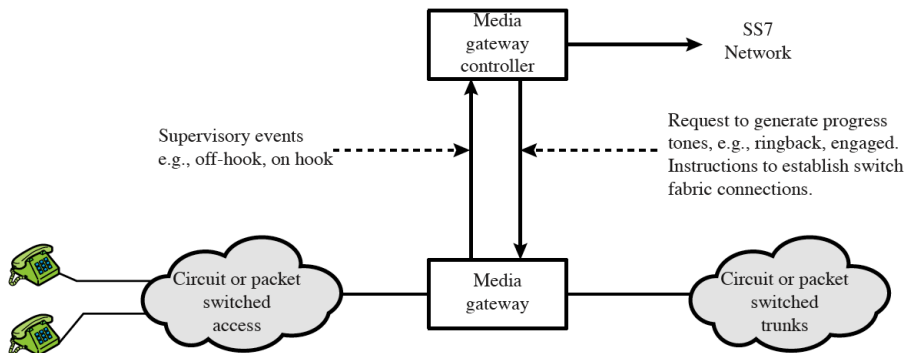 Media
gateway
controller
SS7
Network
Supervisory events
e.g., off-hook, on hook
Request to generate progress
tones, e.g., ringback, engaged.
Instructions to establish switch
fabric connections.
Circuit or packet
switched
access
Media
gateway
Circuit or packet
switched
trunks